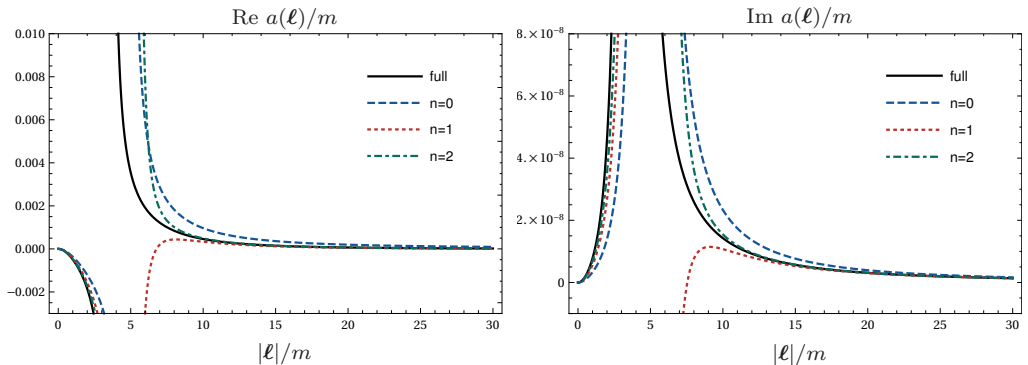 Re a(ℓ)/m
0.010
0.008
0.006
0.004
0.002
0.000
−0.002
0
5
10
15
20
25
30
|ℓ|/m
full
n=0
n=1
n=2
Im a(ℓ)/m
8.×10⁻⁸
6.×10⁻⁸
4.×10⁻⁸
2.×10⁻⁸
0
0
5
10
15
20
25
30
|ℓ|/m
full
n=0
n=1
n=2